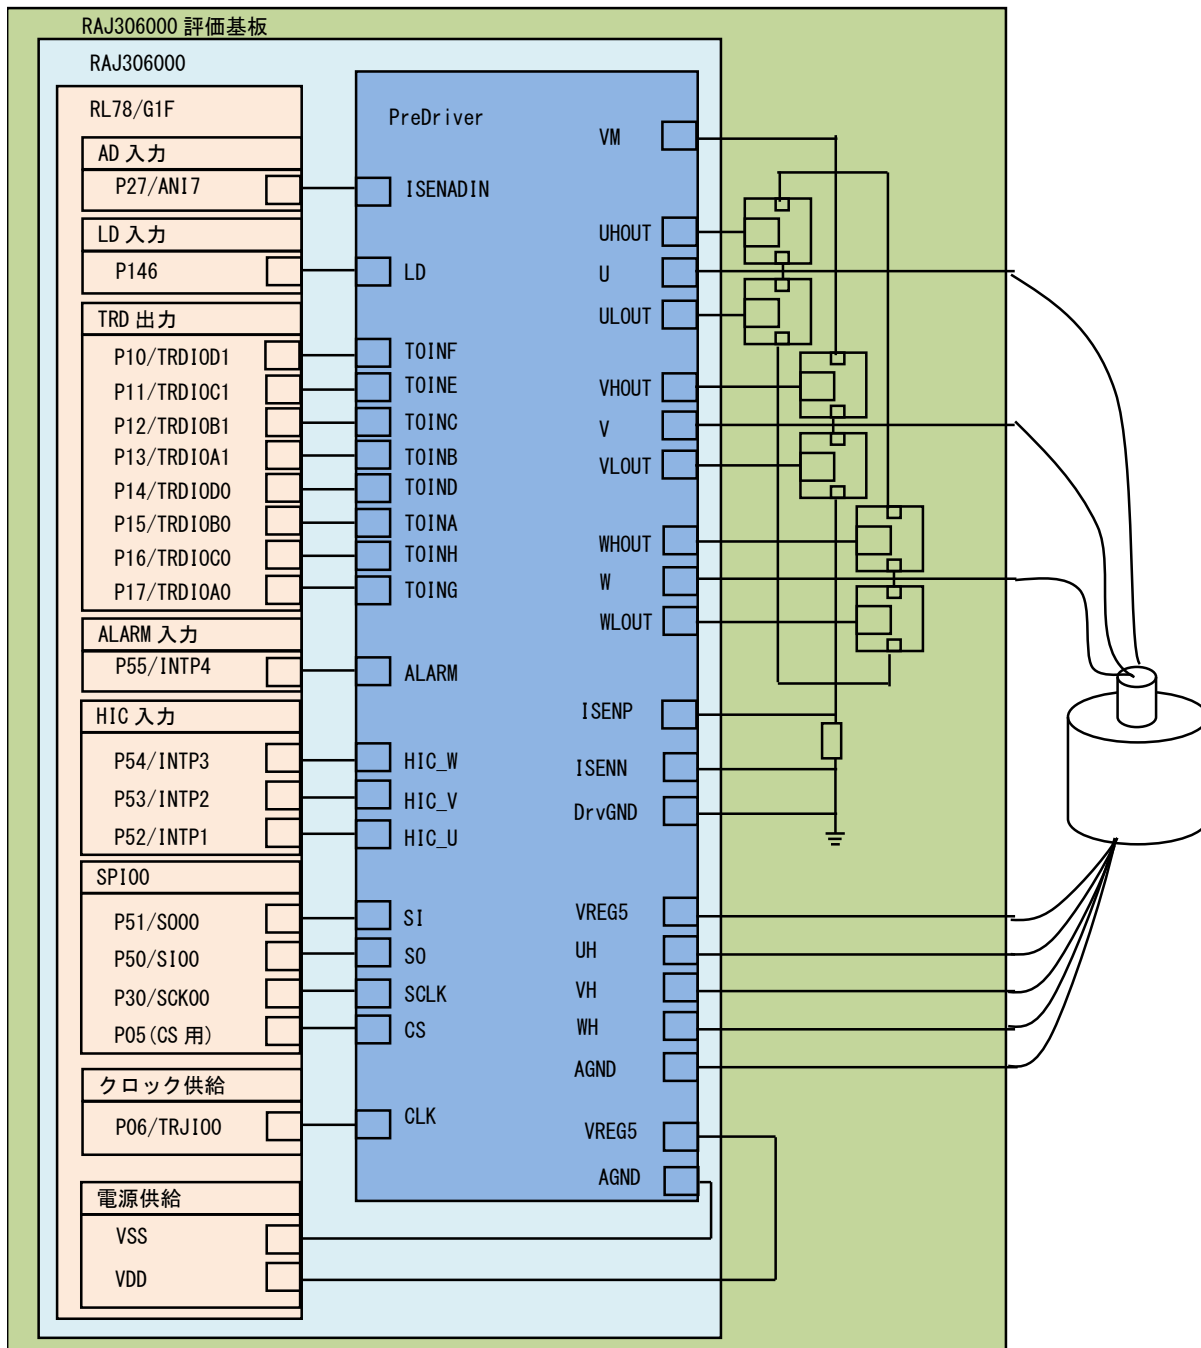 RAJ306000 評価基板
RAJ306000
RL78/G1F
AD 入力
P27/ANI7
LD 入力
P146
TRD 出力
P10/TRDIOD1
P11/TRDIOC1
P12/TRDIOB1
P13/TRDIOA1
P14/TRDIOD0
P15/TRDIOB0
P16/TRDIOC0
P17/TRDIOA0
ALARM 入力
P55/INTP4
HIC 入力
P54/INTP3
P53/INTP2
P52/INTP1
SPI00
P51/SO00
P50/SI00
P30/SCK00
P05(CS 用)
クロック供給
P06/TRJIO0
電源供給
VSS
VDD
PreDriver
ISENADIN
LD
TOINF
TOINE
TOINC
TOINB
TOIND
TOINA
TOINH
TOING
ALARM
HIC_W
HIC_V
HIC_U
SI
SO
SCLK
CS
CLK
VM
UHOUT
U
ULOUT
VHOUT
V
VLOUT
WHOUT
W
WLOUT
ISENP
ISENN
DrvGND
VREG5
UH
VH
WH
AGND
VREG5
AGND